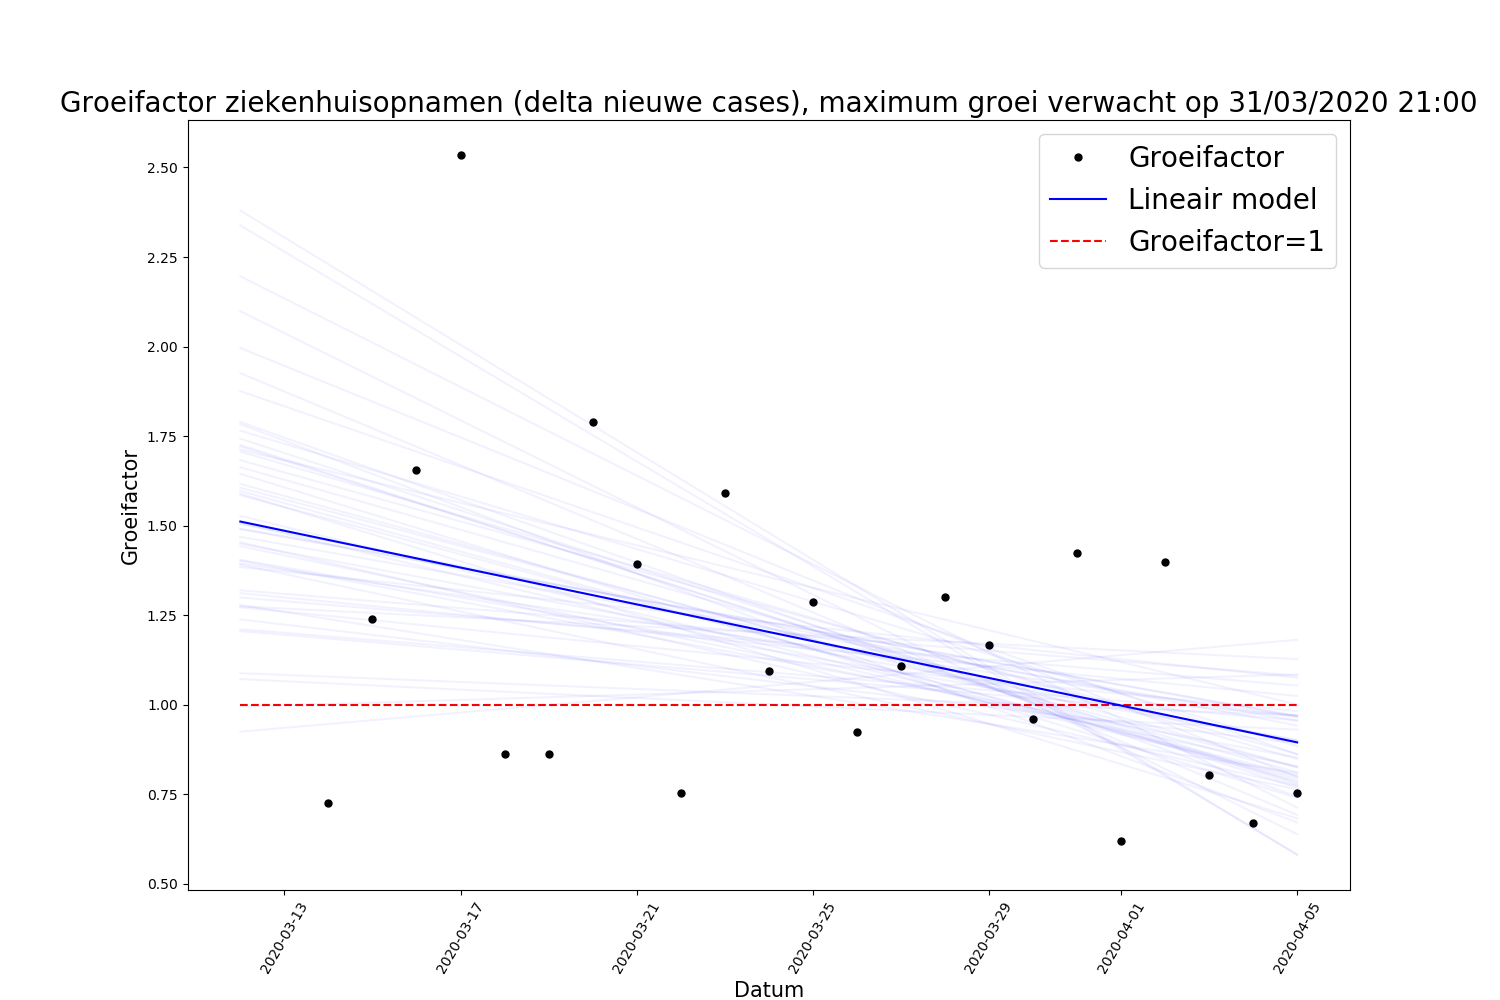 Groeifactor ziekenhuisopnamen (delta nieuwe cases), maximum groei verwacht op 31/03/2020 21:00
Groeifactor
Lineair model
Groeifactor=1
Groeifactor
2.50
2.25
2.00
1.75
1.50
1.25
1.00
0.75
0.50
2020-03-13
2020-03-17
2020-03-21
2020-03-25
2020-03-29
2020-04-01
2020-04-05
Datum